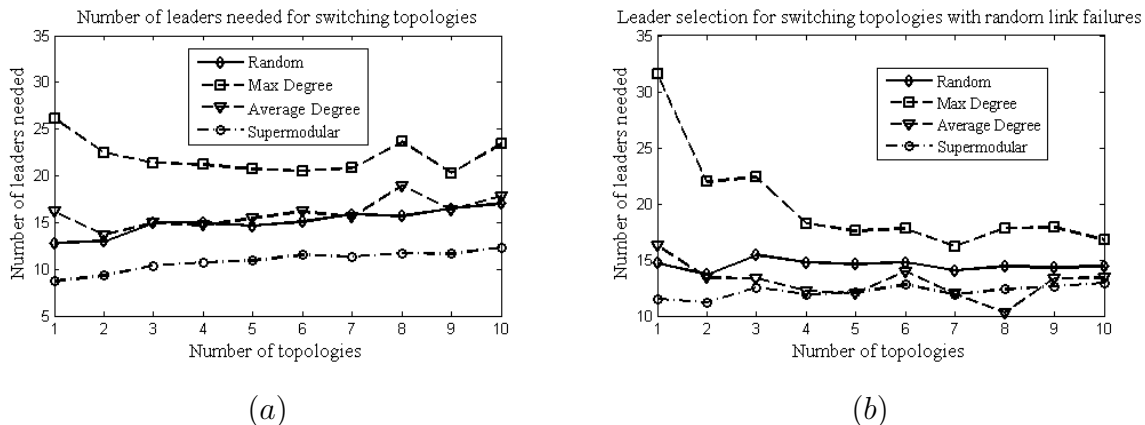 Number of leaders needed for switching topologies
35
30
25
20
15
10
5
Number of leaders needed
Random
Max Degree
Average Degree
Supermodular
1 2 3 4 5 6 7 8 9 10
Number of topologies
(a)
Leader selection for switching topologies with random link failures
35
30
25
20
15
10
Number of leaders needed
Random
Max Degree
Average Degree
Supermodular
1 2 3 4 5 6 7 8 9 10
Number of topologies
(b)